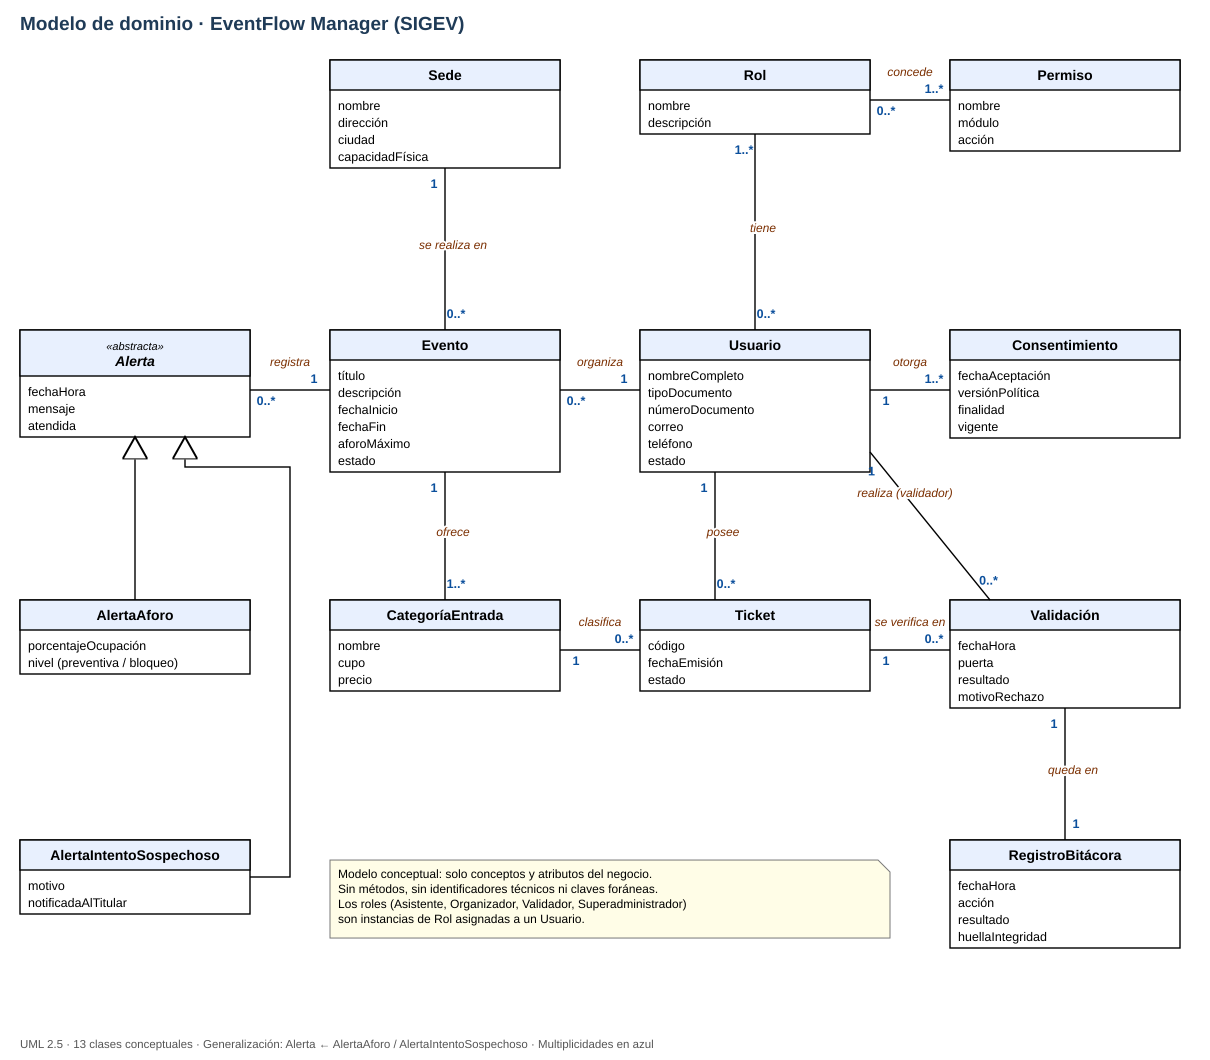 Modelo de dominio · EventFlow Manager (SIGEV)
Sede
nombre
dirección
ciudad
capacidadFísica
Rol
nombre
descripción
concede
1..*
0..*
Permiso
nombre
módulo
acción
1
se realiza en
0..*
1..*
tiene
0..*
«abstracta»
Alerta
fechaHora
mensaje
atendida
registra
1
0..*
Evento
título
descripción
fechaInicio
fechaFin
aforoMáximo
estado
organiza
1
0..*
Usuario
nombreCompleto
tipoDocumento
númeroDocumento
correo
teléfono
estado
otorga
1..*
1
Consentimiento
fechaAceptación
versiónPolítica
finalidad
vigente
1
ofrece
1..*
1
posee
0..*
1
realiza (validador)
0..*
AlertaAforo
porcentajeOcupación
nivel (preventiva / bloqueo)
CategoríaEntrada
nombre
cupo
precio
clasifica
0..*
1
Ticket
código
fechaEmisión
estado
se verifica en
0..*
1
Validación
fechaHora
puerta
resultado
motivoRechazo
1
queda en
1
AlertaIntentoSospechoso
motivo
notificadaAlTitular
Modelo conceptual: solo conceptos y atributos del negocio.
Sin métodos, sin identificadores técnicos ni claves foráneas.
Los roles (Asistente, Organizador, Validador, Superadministrador)
son instancias de Rol asignadas a un Usuario.
RegistroBitácora
fechaHora
acción
resultado
huellaIntegridad
UML 2.5 · 13 clases conceptuales · Generalización: Alerta ← AlertaAforo / AlertaIntentoSospechoso · Multiplicidades en azul